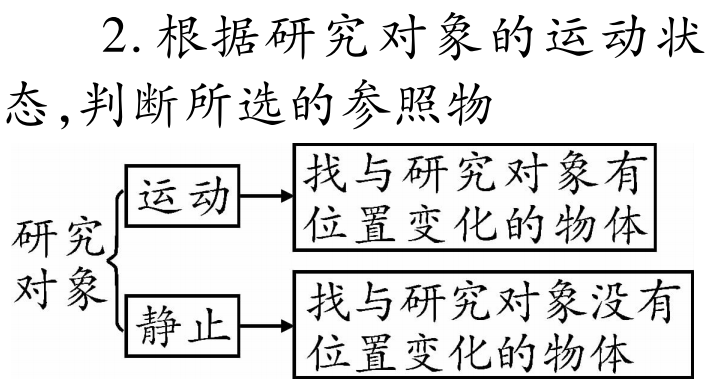 2. 根据研究对象的运动状
态,判断所选的参照物
研究
对象
运动
找与研究对象有
位置变化的物体
静止
找与研究对象没有
位置变化的物体